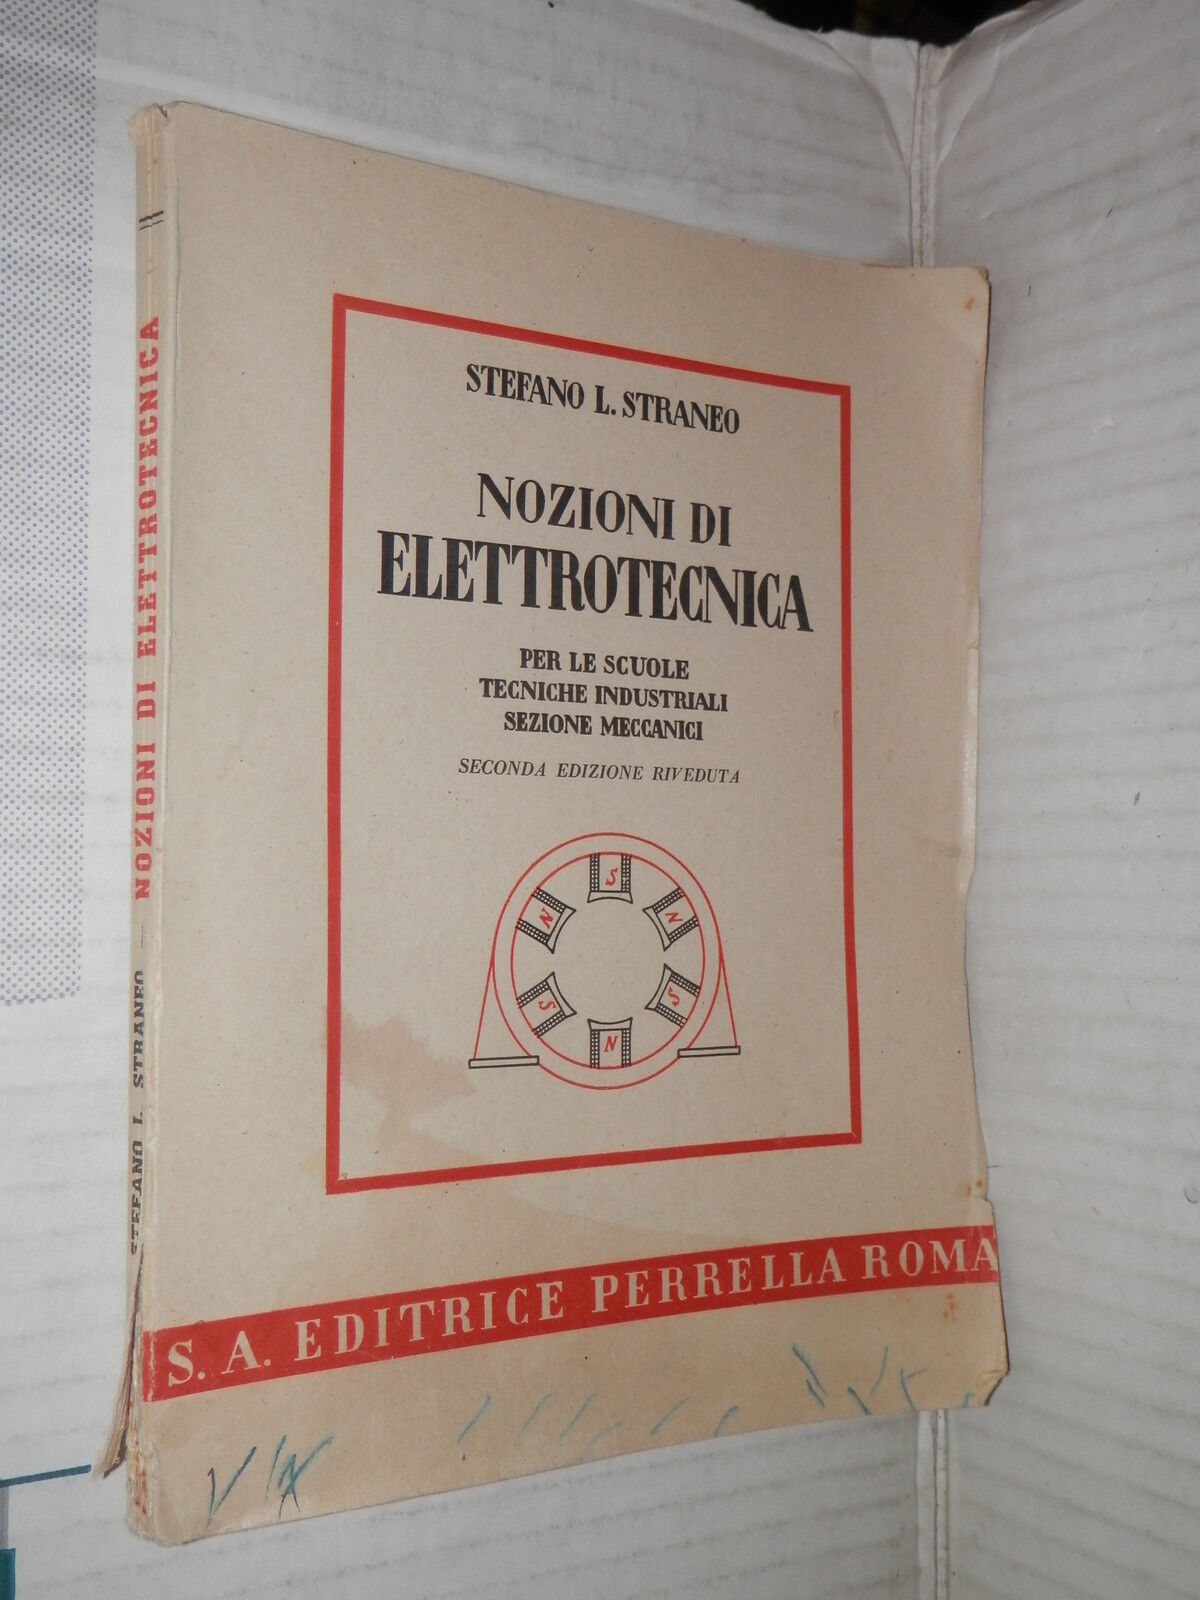 STEFANO L. STRANEO
NOZIONI DI
ELETTROTECNICA
PER LE SCUOLE
TECNICHE INDUSTRIALI
SEZIONE MECCANICI
SECONDA EDIZIONE RIVEDUTA
S
N
N
S
S
N
S. A. EDITRICE PERRELLA ROMA
STEFANO L. STRANEO — NOZIONI DI ELETTROTECNICA